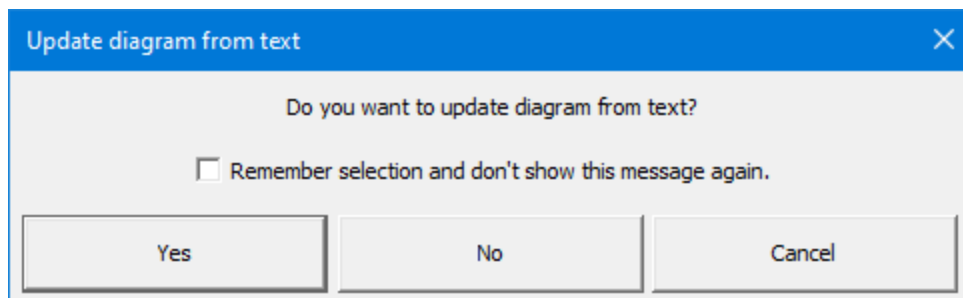 Update diagram from text
Do you want to update diagram from text?
Remember selection and don't show this message again.
Yes No Cancel